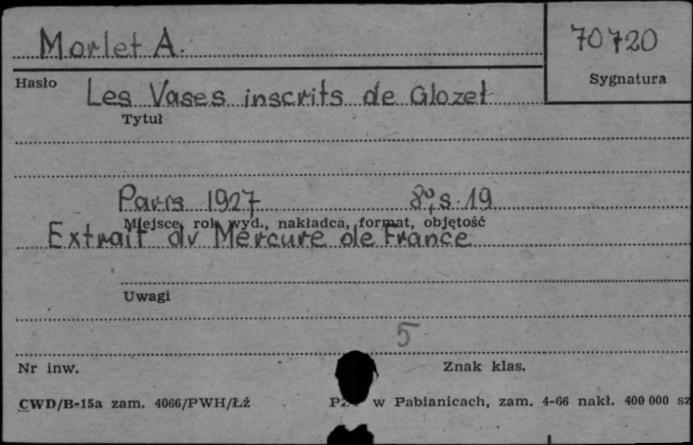 Morlet A.
70720
Hasło
Sygnatura
Les Vases inscrits de Glozel
Tytuł
Paris 1927 8°, s. 19
Miejsce, rok wyd., nakładca, format, objętość
Extrait du Mercure de France
Uwagi
5
Nr inw. Znak klas.
CWD/B-15a zam. 4066/PWH/Łź
w Pabianicach, zam. 4-66 nakł. 400 000